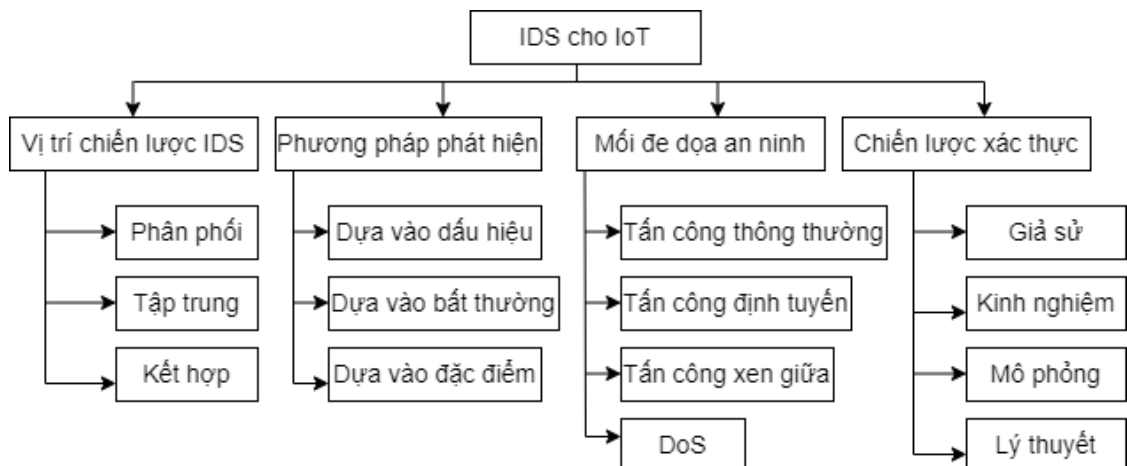 IDS cho IoT
Vị trí chiến lược IDS
Phương pháp phát hiện
Mối đe dọa an ninh
Chiến lược xác thực
Phân phối
Tập trung
Kết hợp
Dựa vào dấu hiệu
Dựa vào bất thường
Dựa vào đặc điểm
Tấn công thông thường
Tấn công định tuyến
Tấn công xen giữa
DoS
Giả sử
Kinh nghiệm
Mô phỏng
Lý thuyết